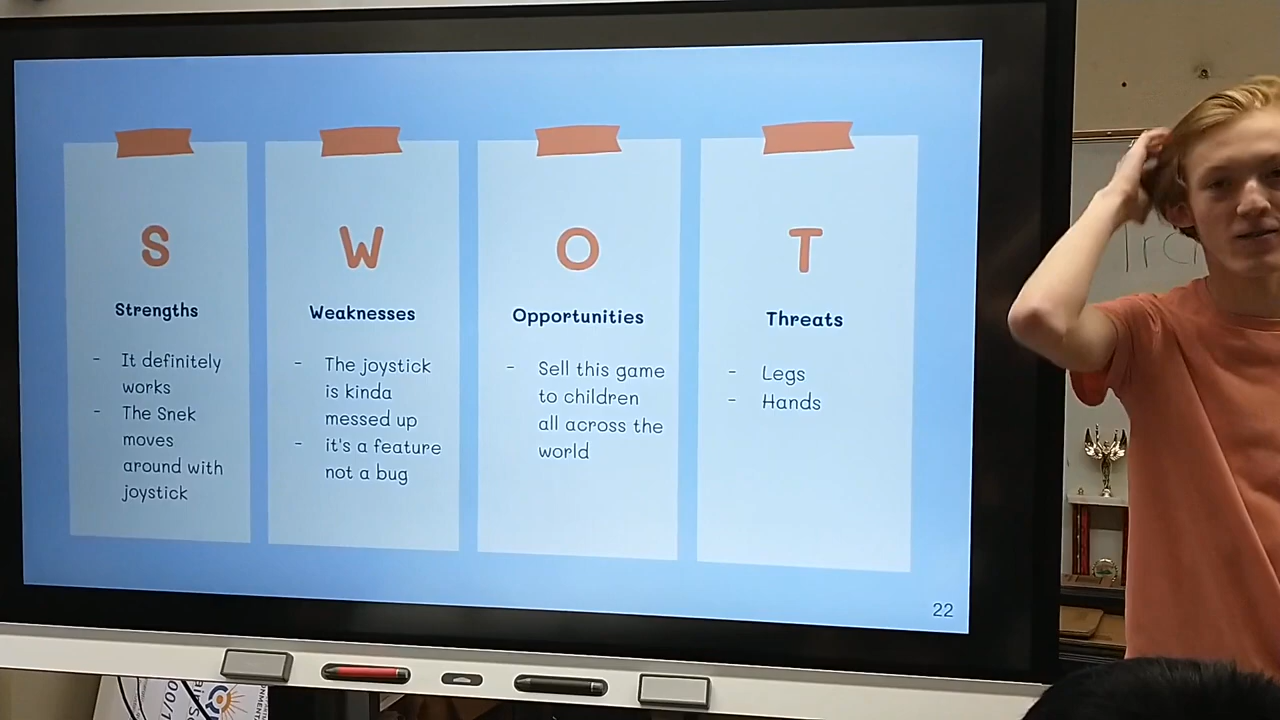 S
Strengths
- It definitely
works
- The Snek
moves
around with
joystick
W
Weaknesses
- The joystick
is kinda
messed up
- it's a feature
not a bug
O
Opportunities
- Sell this game
to children
all across the
world
T
Threats
- Legs
- Hands
22